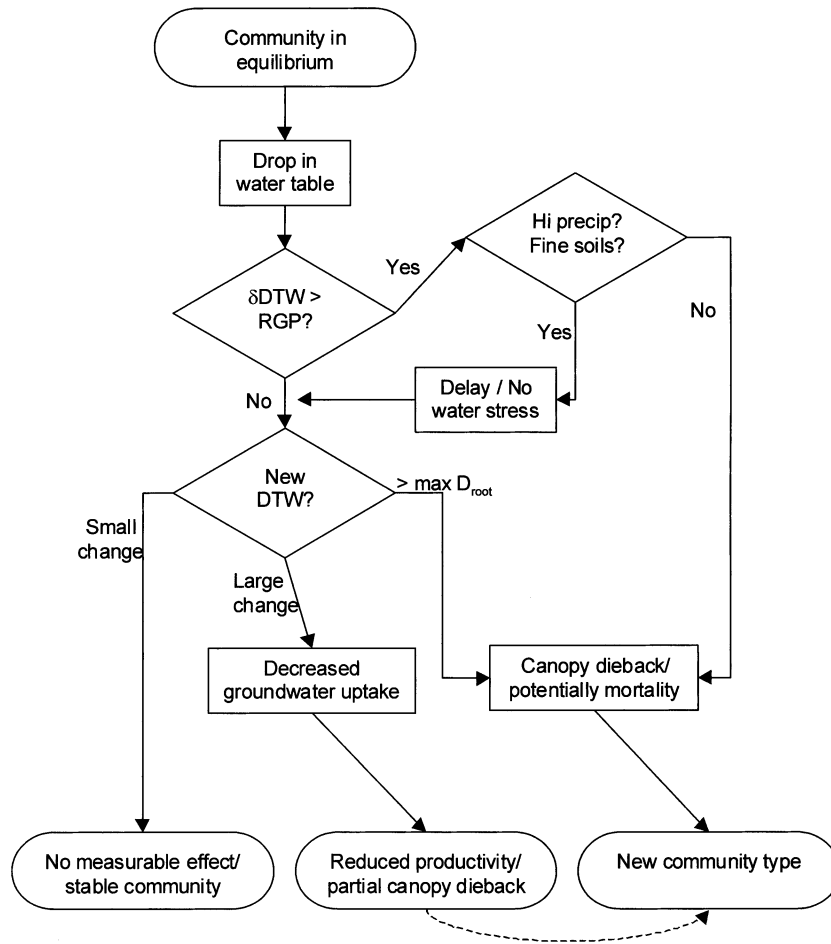 Community in
equilibrium
Drop in
water table
Hi precip?
Fine soils?
Yes
δDTW >
RGP?
No
Yes
No
Delay / No
water stress
New
DTW?
> max Droot
Small
change
Large
change
Decreased
groundwater uptake
Canopy dieback/
potentially mortality
No measurable effect/
stable community
Reduced productivity/
partial canopy dieback
New community type